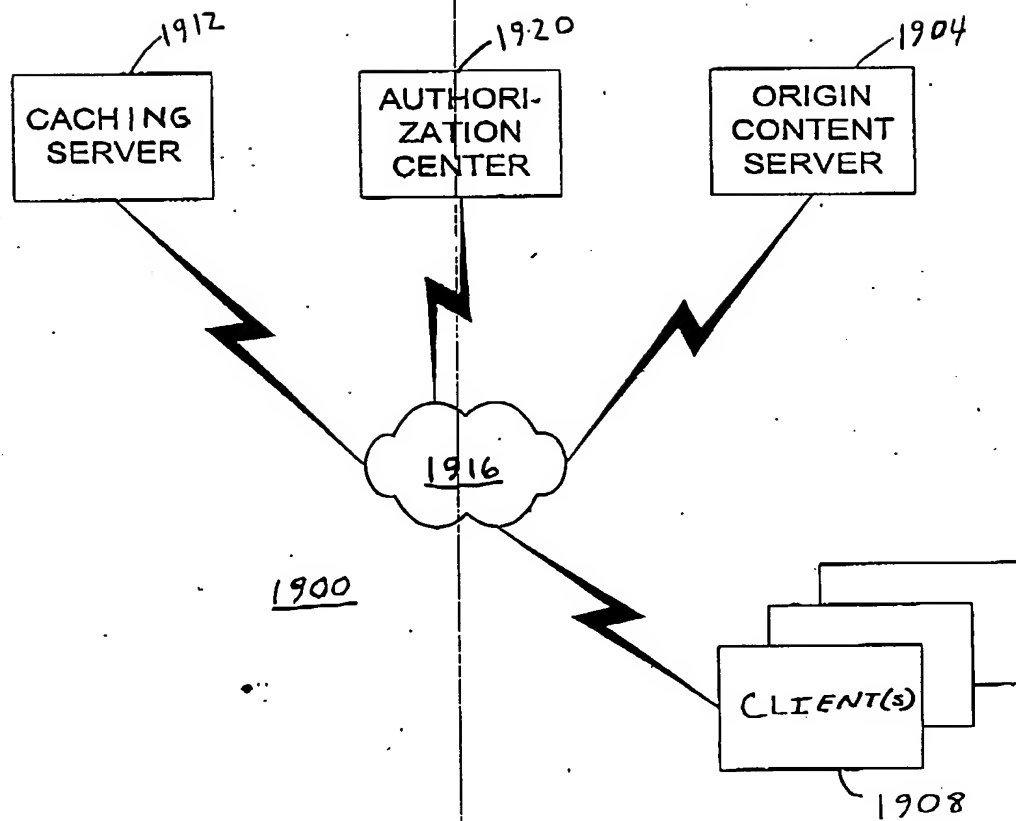 1912
1920
1904
CACHING
SERVER
AUTHORI-
ZATION
CENTER
ORIGIN
CONTENT
SERVER
1916
1900
CLIENT(S)
1908